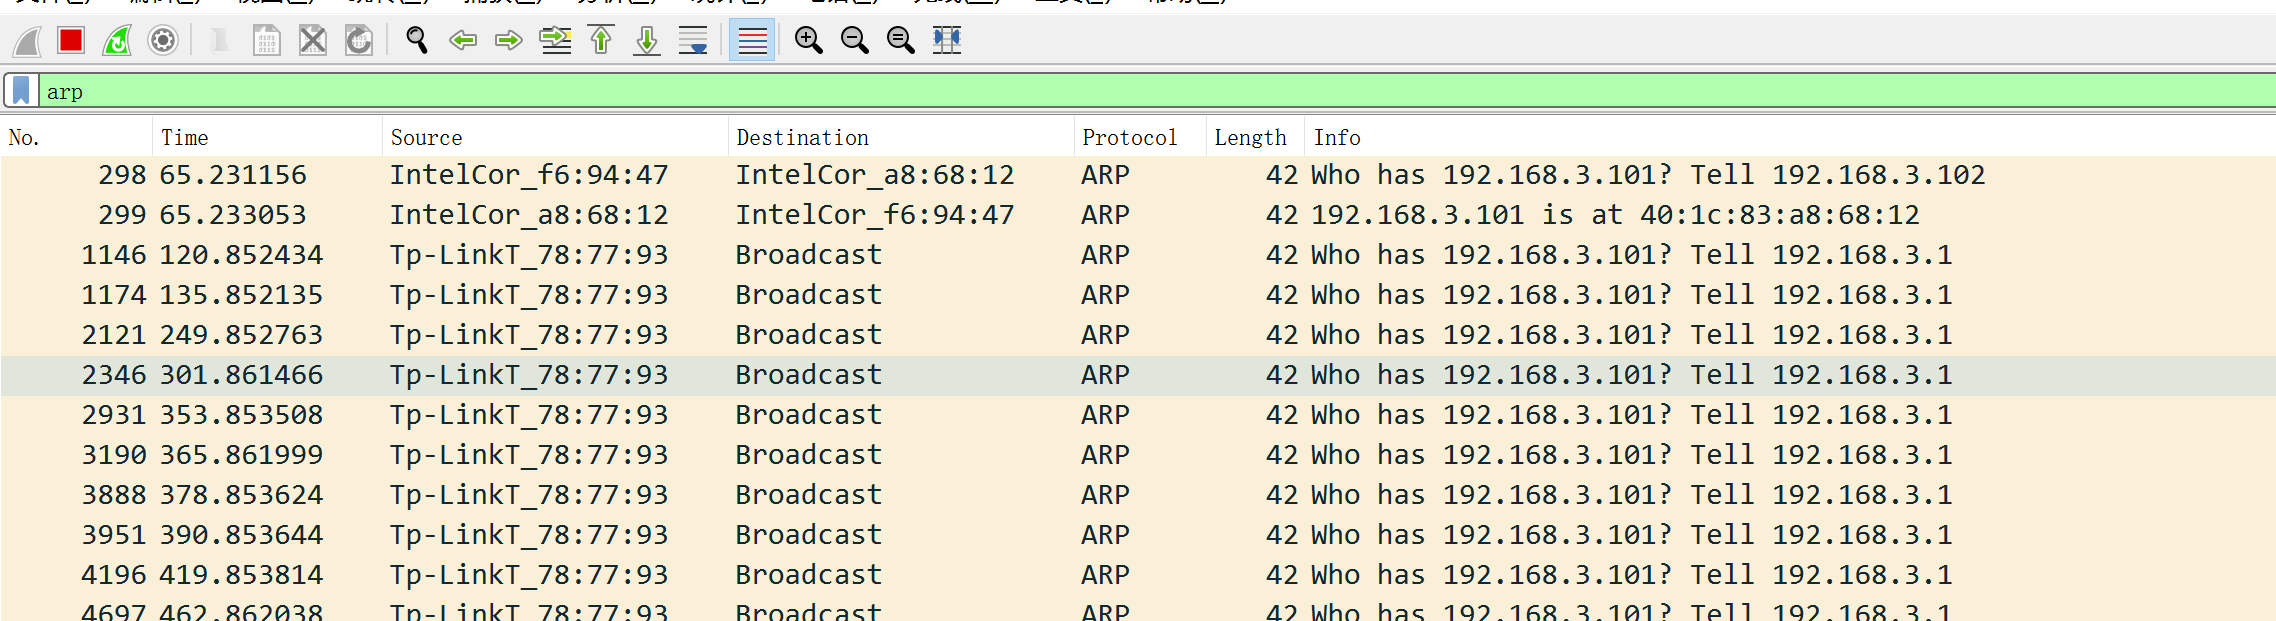 arp
No. Time Source Destination Protocol Length Info
298 65.231156 IntelCor_f6:94:47 IntelCor_a8:68:12 ARP 42 Who has 192.168.3.101? Tell 192.168.3.102
299 65.233053 IntelCor_a8:68:12 IntelCor_f6:94:47 ARP 42 192.168.3.101 is at 40:1c:83:a8:68:12
1146 120.852434 Tp-LinkT_78:77:93 Broadcast ARP 42 Who has 192.168.3.101? Tell 192.168.3.1
1174 135.852135 Tp-LinkT_78:77:93 Broadcast ARP 42 Who has 192.168.3.101? Tell 192.168.3.1
2121 249.852763 Tp-LinkT_78:77:93 Broadcast ARP 42 Who has 192.168.3.101? Tell 192.168.3.1
2346 301.861466 Tp-LinkT_78:77:93 Broadcast ARP 42 Who has 192.168.3.101? Tell 192.168.3.1
2931 353.853508 Tp-LinkT_78:77:93 Broadcast ARP 42 Who has 192.168.3.101? Tell 192.168.3.1
3190 365.861999 Tp-LinkT_78:77:93 Broadcast ARP 42 Who has 192.168.3.101? Tell 192.168.3.1
3888 378.853624 Tp-LinkT_78:77:93 Broadcast ARP 42 Who has 192.168.3.101? Tell 192.168.3.1
3951 390.853644 Tp-LinkT_78:77:93 Broadcast ARP 42 Who has 192.168.3.101? Tell 192.168.3.1
4196 419.853814 Tp-LinkT_78:77:93 Broadcast ARP 42 Who has 192.168.3.101? Tell 192.168.3.1
4697 462.862038 Tp-LinkT_78:77:93 Broadcast ARP 42 Who has 192.168.3.101? Tell 192.168.3.1